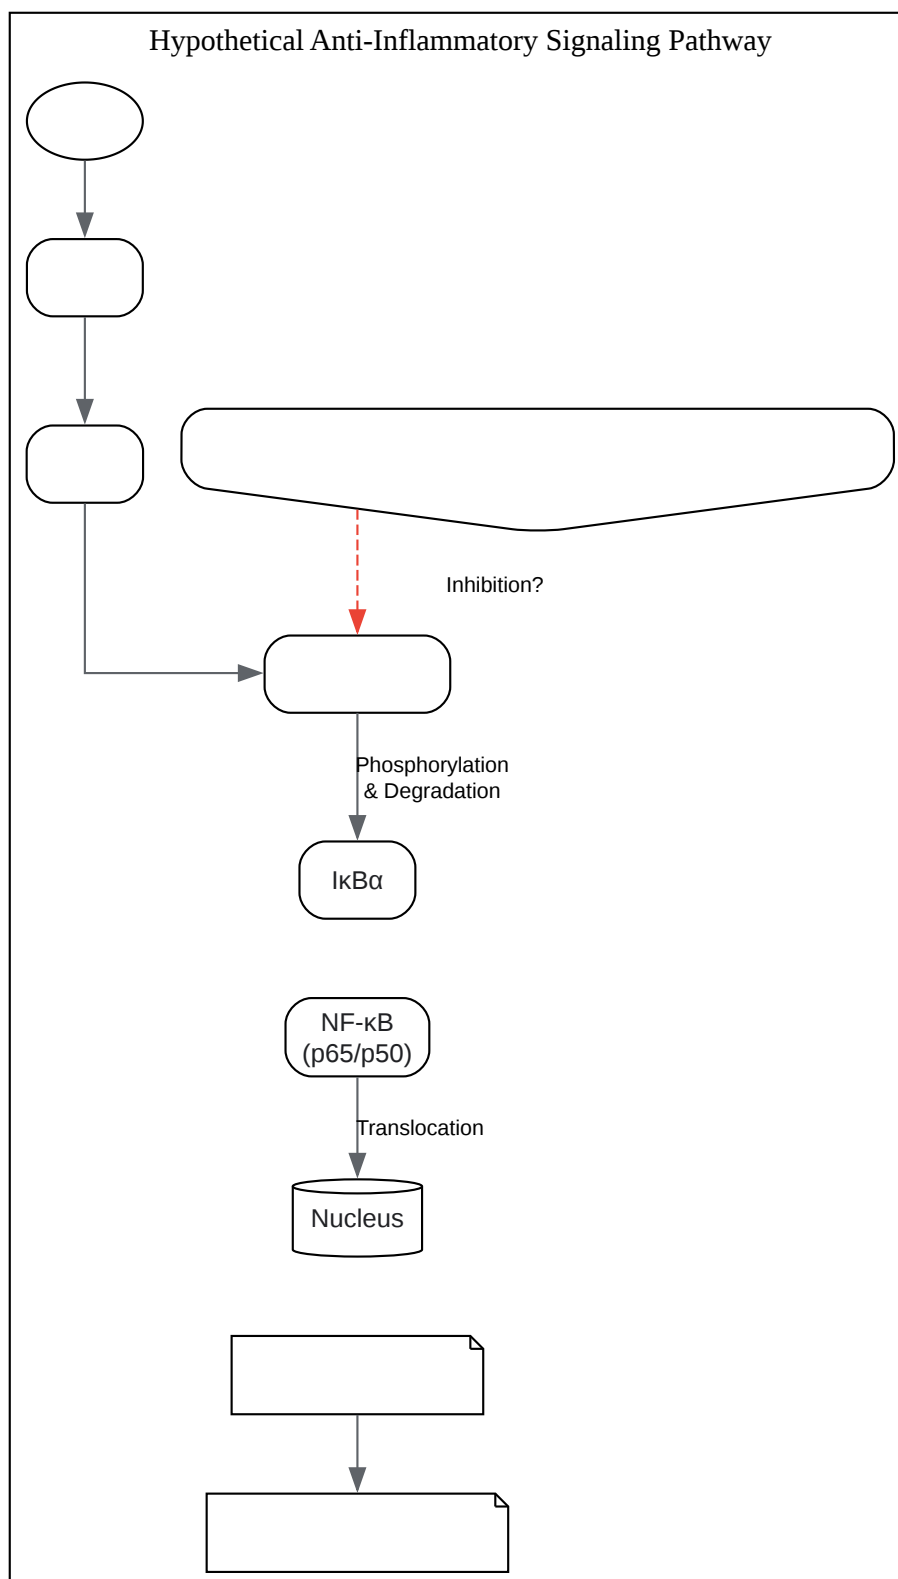 Hypothetical Anti-Inflammatory Signaling Pathway
Inhibition?
Phosphorylation
& Degradation
IκBα
NF-κB
(p65/p50)
Translocation
Nucleus